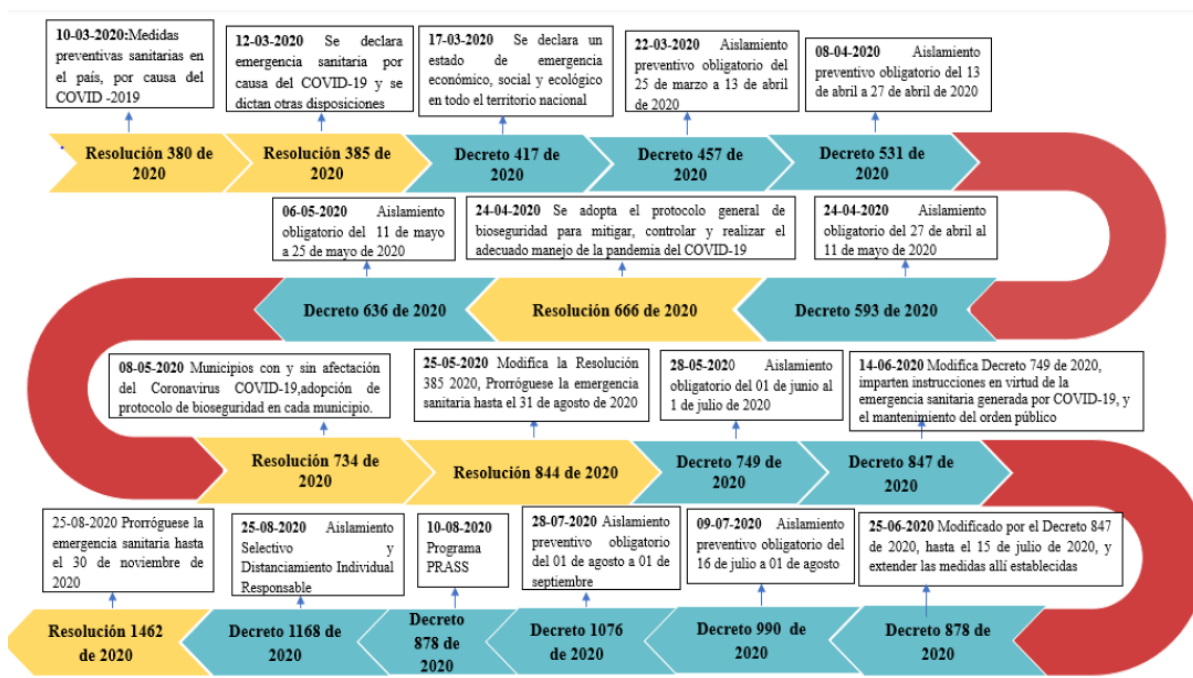 10-03-2020:Medidas
preventivas sanitarias en
el país, por causa del
COVID -2019
12-03-2020 Se declara
emergencia sanitaria por
causa del COVID-19 y se
dictan otras disposiciones
17-03-2020 Se declara un
estado de emergencia
económico, social y ecológico
en todo el territorio nacional
22-03-2020 Aislamiento
preventivo obligatorio del
25 de marzo a 13 de abril
de 2020
08-04-2020 Aislamiento
preventivo obligatorio del 13
de abril a 27 de abril de 2020
Resolución 380 de
2020
Resolución 385 de
2020
Decreto 417 de
2020
Decreto 457 de
2020
Decreto 531 de
2020
06-05-2020 Aislamiento
obligatorio del 11 de mayo
a 25 de mayo de 2020
24-04-2020 Se adopta el protocolo general de
bioseguridad para mitigar, controlar y realizar el
adecuado manejo de la pandemia del COVID-19
24-04-2020 Aislamiento
obligatorio del 27 de abril al
11 de mayo de 2020
Decreto 636 de 2020
Resolución 666 de 2020
Decreto 593 de 2020
08-05-2020 Municipios con y sin afectación
del Coronavirus COVID-19,adopción de
protocolo de bioseguridad en cada municipio.
25-05-2020 Modifica la Resolución
385 2020, Prorróguese la emergencia
sanitaria hasta el 31 de agosto de 2020
28-05-2020 Aislamiento
obligatorio del 01 de junio al
1 de julio de 2020
14-06-2020 Modifica Decreto 749 de 2020,
imparten instrucciones en virtud de la
emergencia sanitaria generada por COVID-19, y
el mantenimiento del orden público
Resolución 734 de
2020
Resolución 844 de 2020
Decreto 749 de
2020
Decreto 847 de
2020
25-08-2020 Prorróguese la
emergencia sanitaria hasta
el 30 de noviembre de
2020
25-08-2020 Aislamiento
Selectivo y
Distanciamiento Individual
Responsable
10-08-2020
Programa
PRASS
28-07-2020 Aislamiento
preventivo obligatorio del
01 de agosto a 01 de
septiembre
09-07-2020 Aislamiento
preventivo obligatorio del
16 de julio a 01 de agosto
25-06-2020 Modificado por el Decreto 847
de 2020, hasta el 15 de julio de 2020, y
extender las medidas allí establecidas
Resolución 1462
de 2020
Decreto 1168 de
2020
Decreto
878 de
2020
Decreto 1076
de 2020
Decreto 990 de
2020
Decreto 878 de
2020